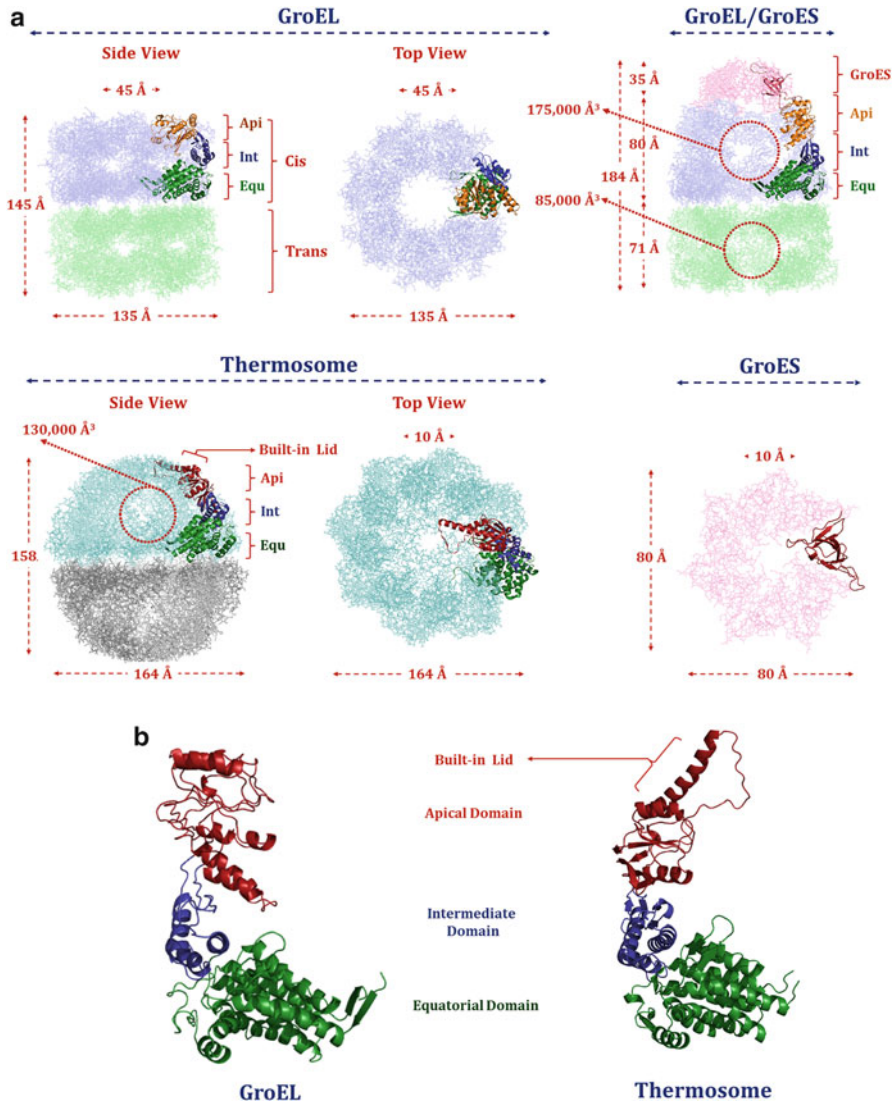 a
GroEL
GroEL/GroES
Side View
Top View
45 Å
45 Å
Api
Int
Equ
Cis
Trans
145 Å
135 Å
135 Å
35 Å
GroES
175,000 Å³
Api
80 Å
Int
184 Å
Equ
85,000 Å³
71 Å
Thermosome
GroES
Side View
Top View
130,000 Å³
Built-in Lid
10 Å
10 Å
Api
Int
Equ
158
80 Å
164 Å
164 Å
80 Å
b
Built-in Lid
Apical Domain
Intermediate
Domain
Equatorial Domain
GroEL
Thermosome